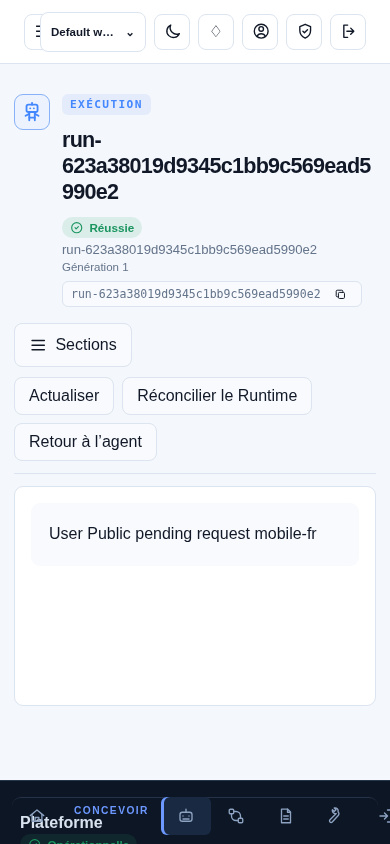 Default w…
EXÉCUTION
run-
623a38019d9345c1bb9c569ead5
990e2
Réussie
run-623a38019d9345c1bb9c569ead5990e2
Génération 1
run-623a38019d9345c1bb9c569ead5990e2
Sections
Actualiser
Réconcilier le Runtime
Retour à l’agent
User Public pending request mobile-fr
CONCEVOIR
Plateforme
Opérationnelle